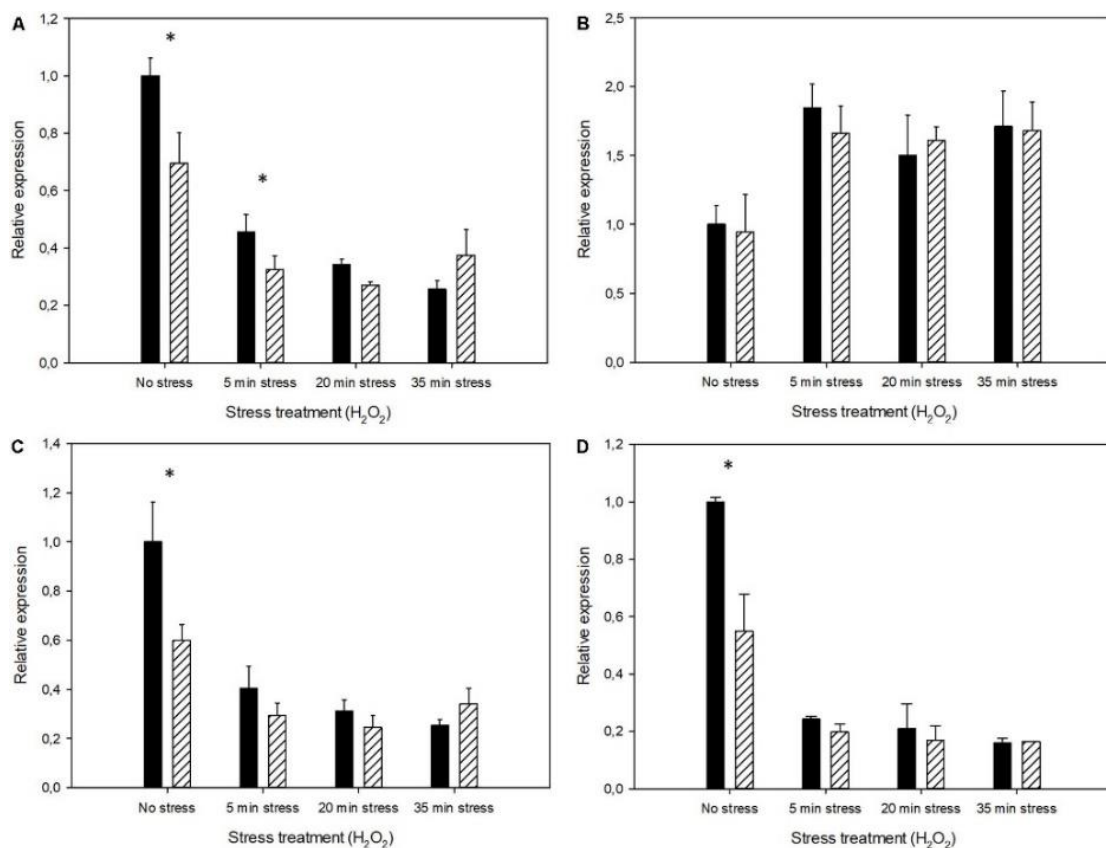 A
1,2
*
1,0
0,8
*
0,6
0,4
0,2
0,0
Relative expression
No stress 5 min stress 20 min stress 35 min stress
Stress treatment (H₂O₂)
B
2,5
2,0
1,5
1,0
0,5
0,0
Relative expression
No stress 5 min stress 20 min stress 35 min stress
Stress treatment (H₂O₂)
C
1,4
*
1,2
1,0
0,8
0,6
0,4
0,2
0,0
Relative expression
No stress 5 min stress 20 min stress 35 min stress
Stress treatment (H₂O₂)
D
1,2
*
1,0
0,8
0,6
0,4
0,2
0,0
Relative expression
No stress 5 min stress 20 min stress 35 min stress
Stress treatment (H₂O₂)